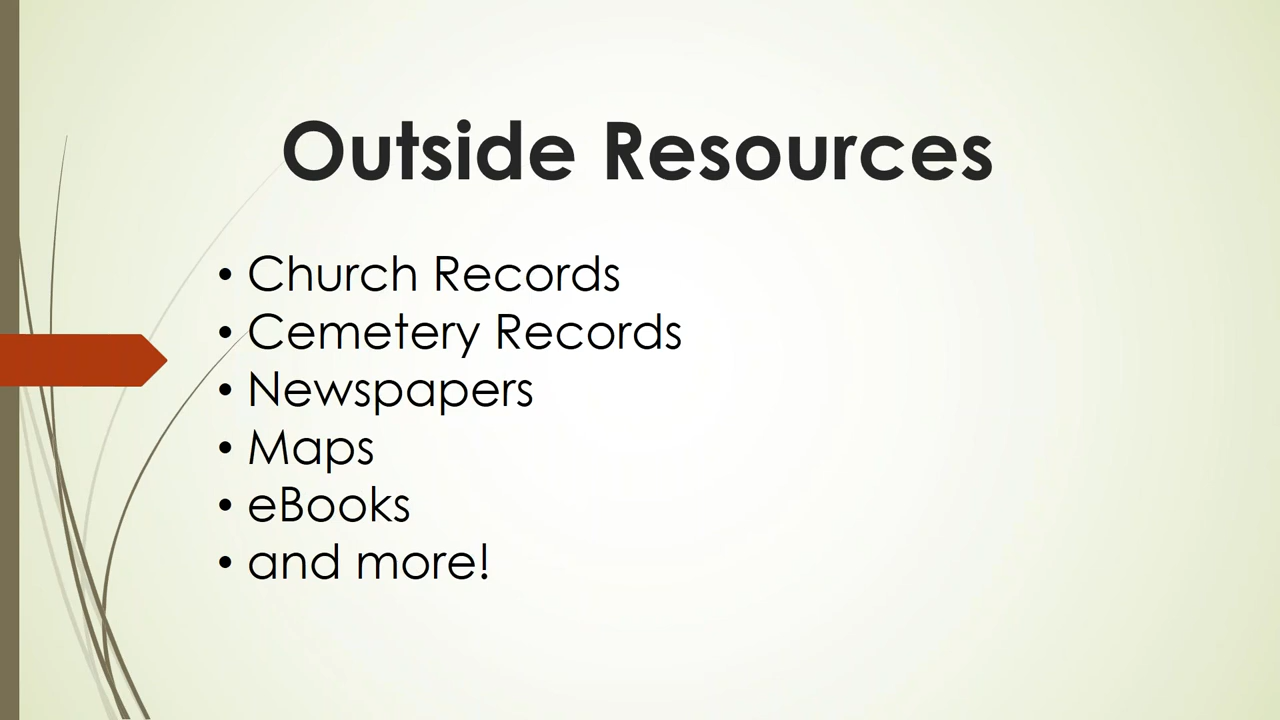 Outside Resources
• Church Records
• Cemetery Records
• Newspapers
• Maps
• eBooks
• and more!